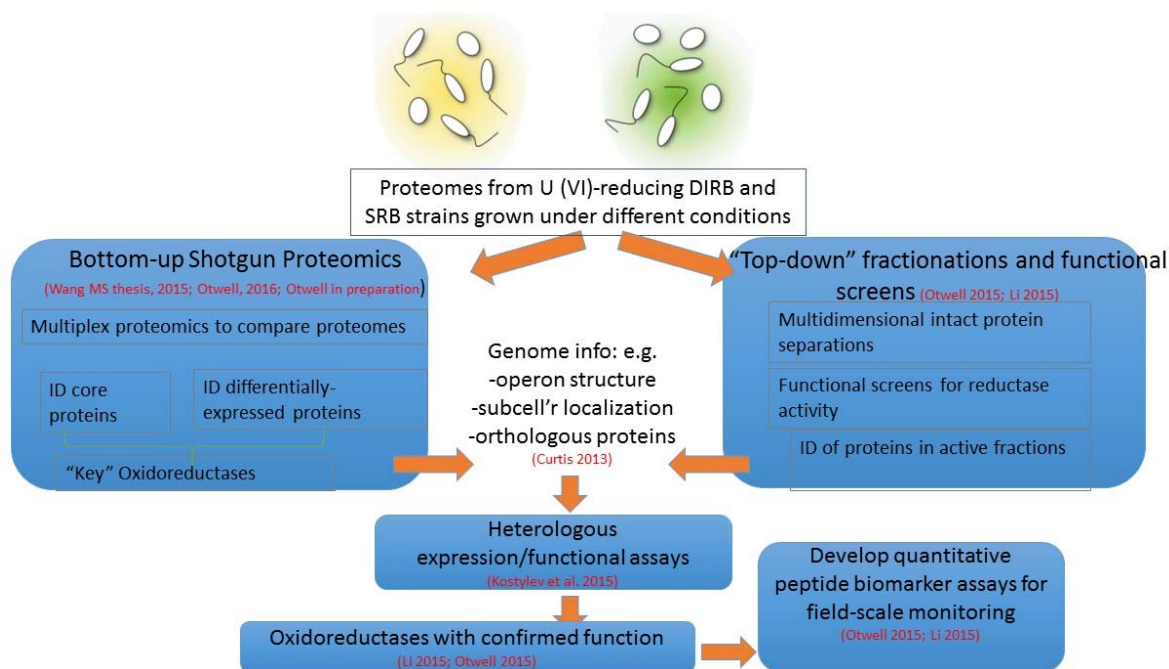 Proteomes from U (VI)-reducing DIRB and
SRB strains grown under different conditions
Bottom-up Shotgun Proteomics
(Wang MS thesis, 2015; Otwell, 2016; Otwell in preparation)
Multiplex proteomics to compare proteomes
ID core
proteins
ID differentially-
expressed proteins
“Key” Oxidoreductases
“Top-down” fractionations and functional
screens (Otwell 2015; Li 2015)
Multidimensional intact protein
separations
Functional screens for reductase
activity
ID of proteins in active fractions
Genome info: e.g.
-operon structure
-subcell’r localization
-orthologous proteins
(Curtis 2013)
Heterologous
expression/functional assays
(Kostylev et al. 2015)
Oxidoreductases with confirmed function
(Li 2015; Otwell 2015)
Develop quantitative
peptide biomarker assays for
field-scale monitoring
(Otwell 2015; Li 2015)